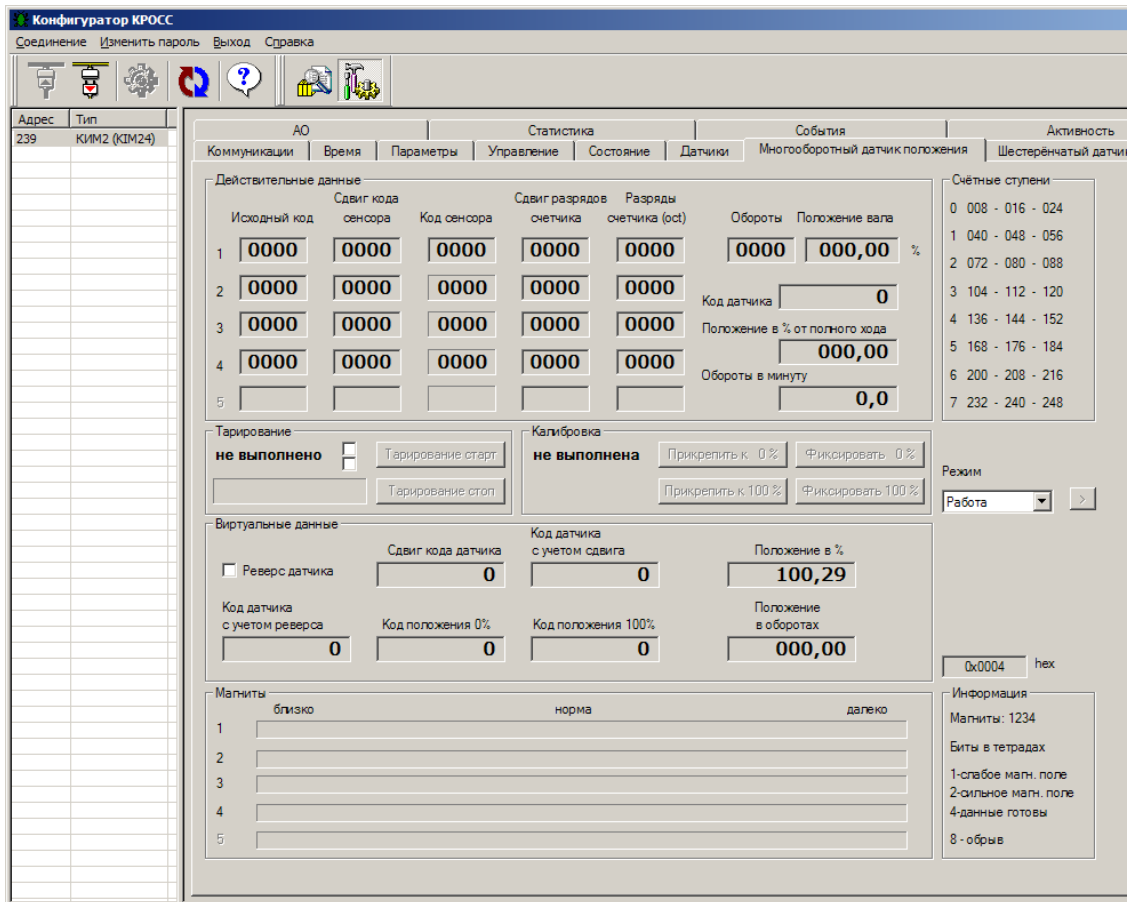 Конфигуратор КРОСС
Соединение Изменить пароль Выход Справка
Адрес Тип
239 КИМ2 (KIM24)
АО Статистика События Активность
Коммуникации Время Параметры Управление Состояние Датчики Многооборотный датчик положения Шестерёнчатый датчи
Действительные данные
Исходный код Сдвиг кода сенсора Код сенсора Сдвиг разрядов счетчика Разряды счетчика (oct) Обороты Положение вала
1 0000 0000 0000 0000 0000 0000 000,00 %
2 0000 0000 0000 0000 0000
Код датчика 0
3 0000 0000 0000 0000 0000
Положение в % от полного хода
000,00
4 0000 0000 0000 0000 0000
Обороты в минуту
0,0
5
Счётные ступени
0 008 - 016 - 024
1 040 - 048 - 056
2 072 - 080 - 088
3 104 - 112 - 120
4 136 - 144 - 152
5 168 - 176 - 184
6 200 - 208 - 216
7 232 - 240 - 248
Тарирование
не выполнено Тарирование старт
Тарирование стоп
Калибровка
не выполнена Прикрепить к 0 % Фиксировать 0 %
Прикрепить к 100 % Фиксировать 100 %
Режим
Работа >
Виртуальные данные
Реверс датчика
Сдвиг кода датчика
0
Код датчика
с учетом сдвига
0
Положение в %
100,29
Код датчика
с учетом реверса
0
Код положения 0%
0
Код положения 100%
0
Положение
в оборотах
000,00
0x0004 hex
Магниты
близко норма далеко
1
2
3
4
5
Информация
Магниты: 1234
Биты в тетрадах
1-слабое магн. поле
2-сильное магн. поле
4-данные готовы
8 - обрыв